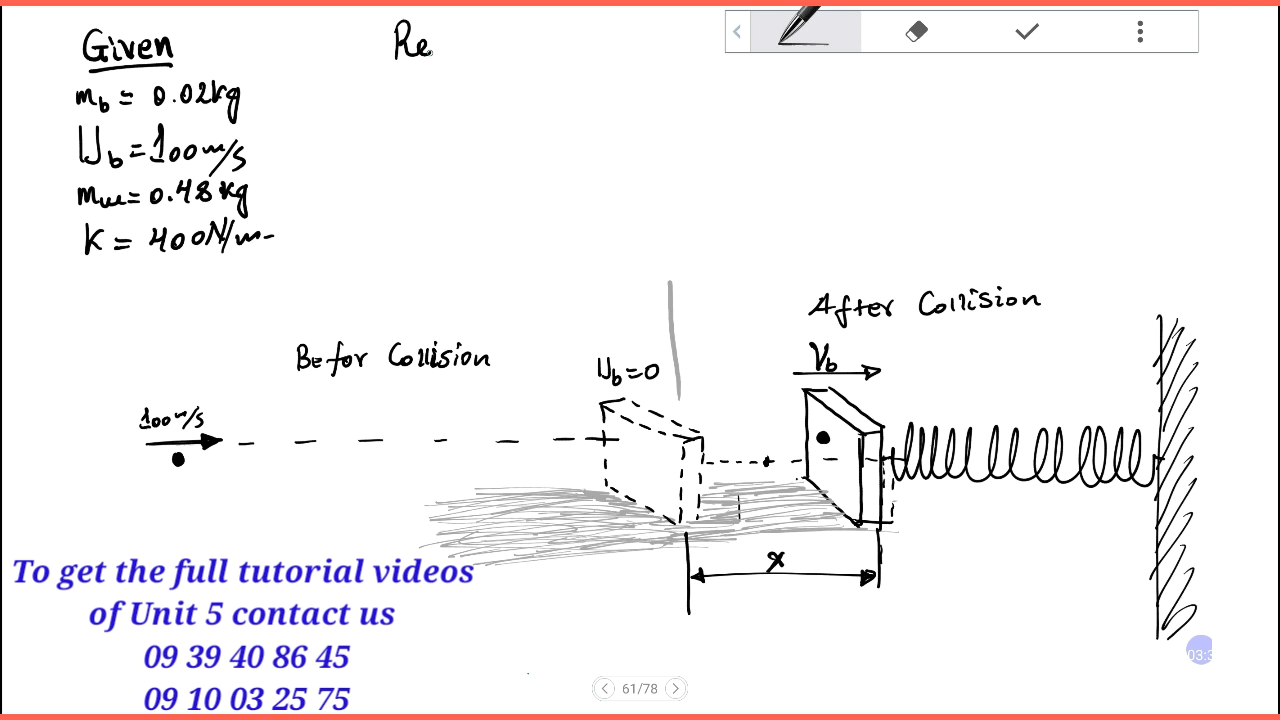 Given
Re
m_b = 0.02kg
U_b = 100m/s
m_w = 0.48kg
K = 400N/m
After Collision
Befor Collision
V_b
U_b=0
100m/s
x
To get the full tutorial videos
of Unit 5 contact us
09 39 40 86 45
09 10 03 25 75
61/78